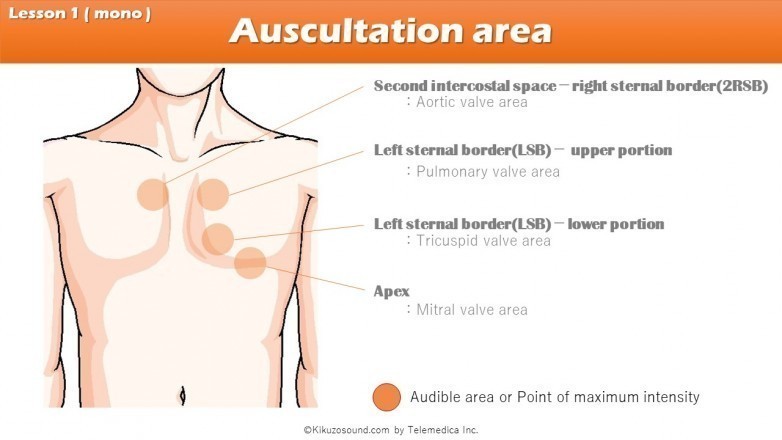 Lesson 1 ( mono )
Auscultation area
Second intercostal space－right sternal border(2RSB)
：Aortic valve area
Left sternal border(LSB)－ upper portion
：Pulmonary valve area
Left sternal border(LSB)－lower portion
：Tricuspid valve area
Apex
：Mitral valve area
Audible area or Point of maximum intensity
©Kikuzosound.com by Telemedica Inc.